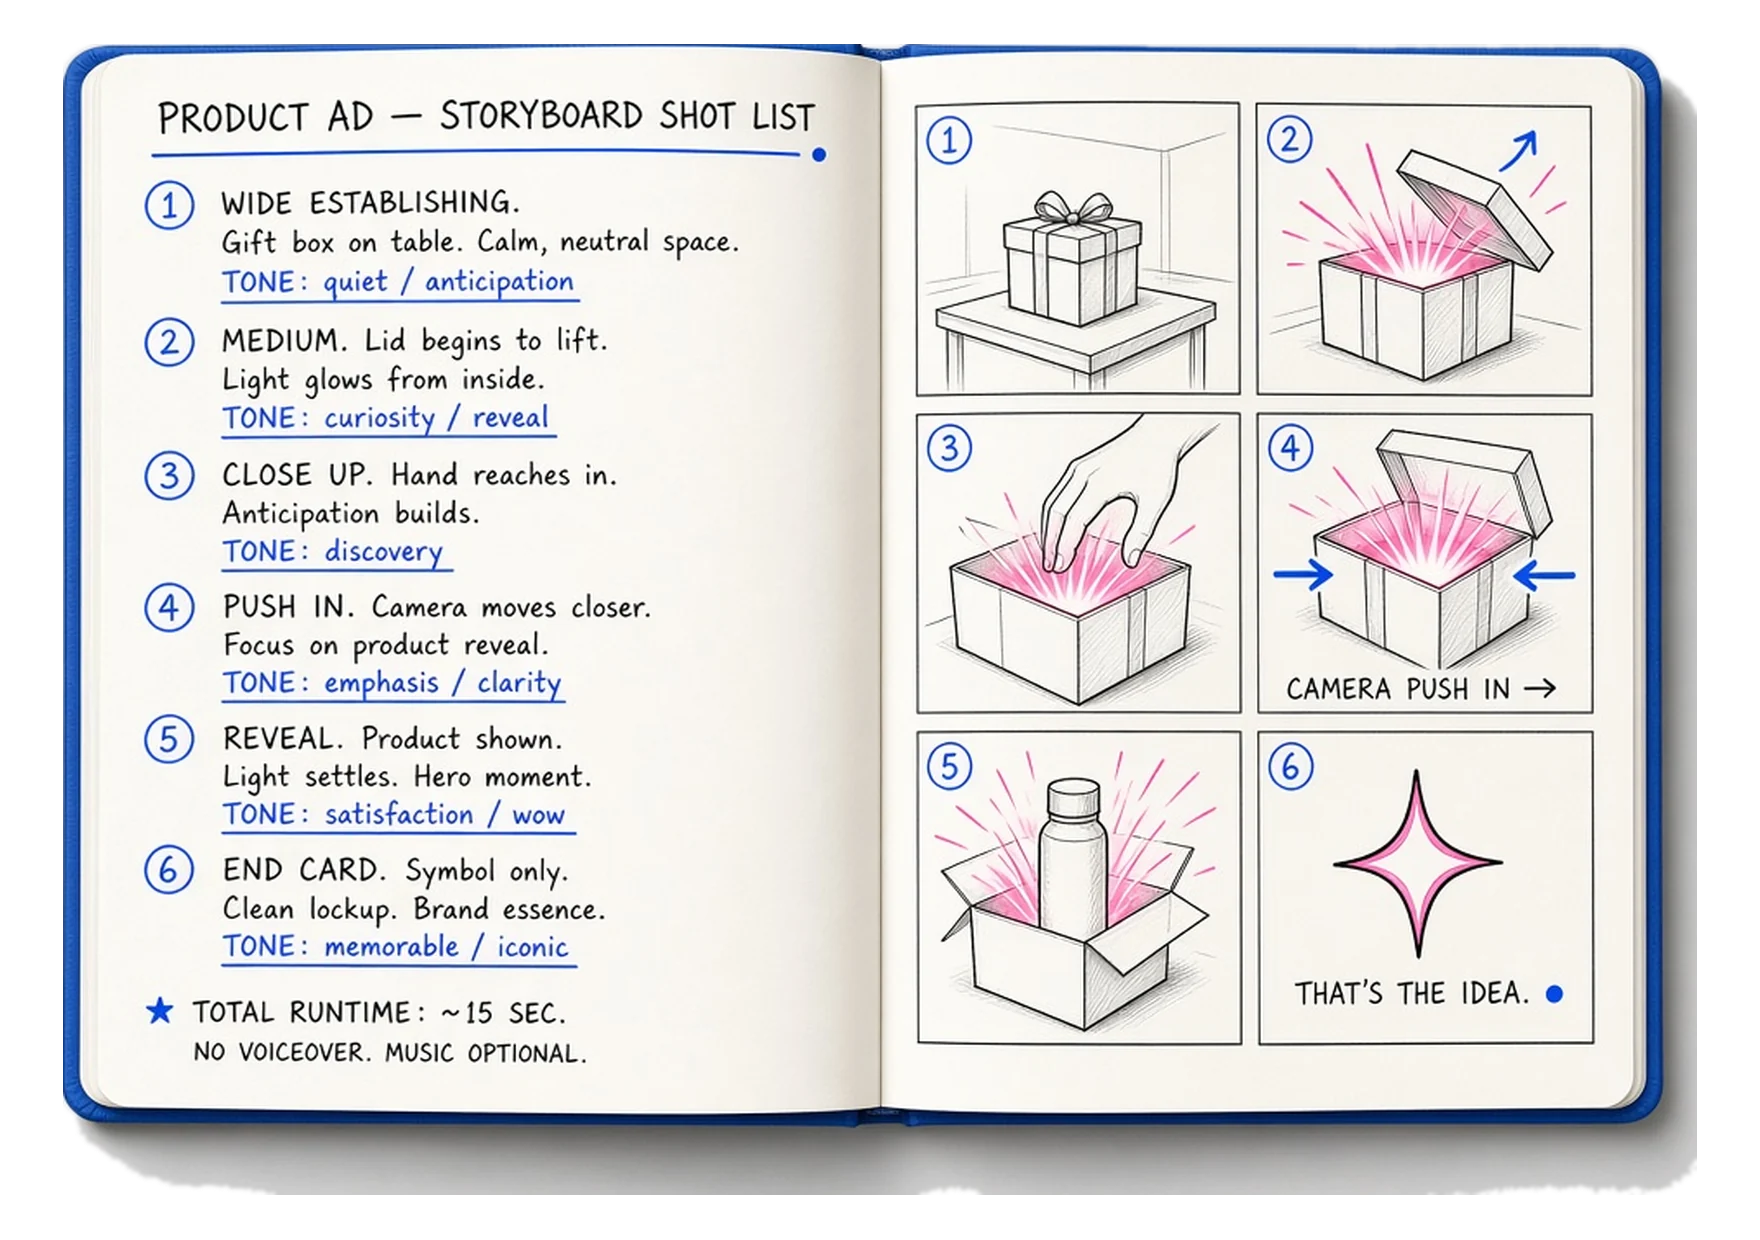 PRODUCT AD — STORYBOARD SHOT LIST
1 WIDE ESTABLISHING.
Gift box on table. Calm, neutral space.
TONE: quiet / anticipation
2 MEDIUM. Lid begins to lift.
Light glows from inside.
TONE: curiosity / reveal
3 CLOSE UP. Hand reaches in.
Anticipation builds.
TONE: discovery
4 PUSH IN. Camera moves closer.
Focus on product reveal.
TONE: emphasis / clarity
5 REVEAL. Product shown.
Light settles. Hero moment.
TONE: satisfaction / wow
6 END CARD. Symbol only.
Clean lockup. Brand essence.
TONE: memorable / iconic
★ TOTAL RUNTIME: ~15 SEC.
NO VOICEOVER. MUSIC OPTIONAL.
1
2
3
4
CAMERA PUSH IN →
5
6
THAT'S THE IDEA.